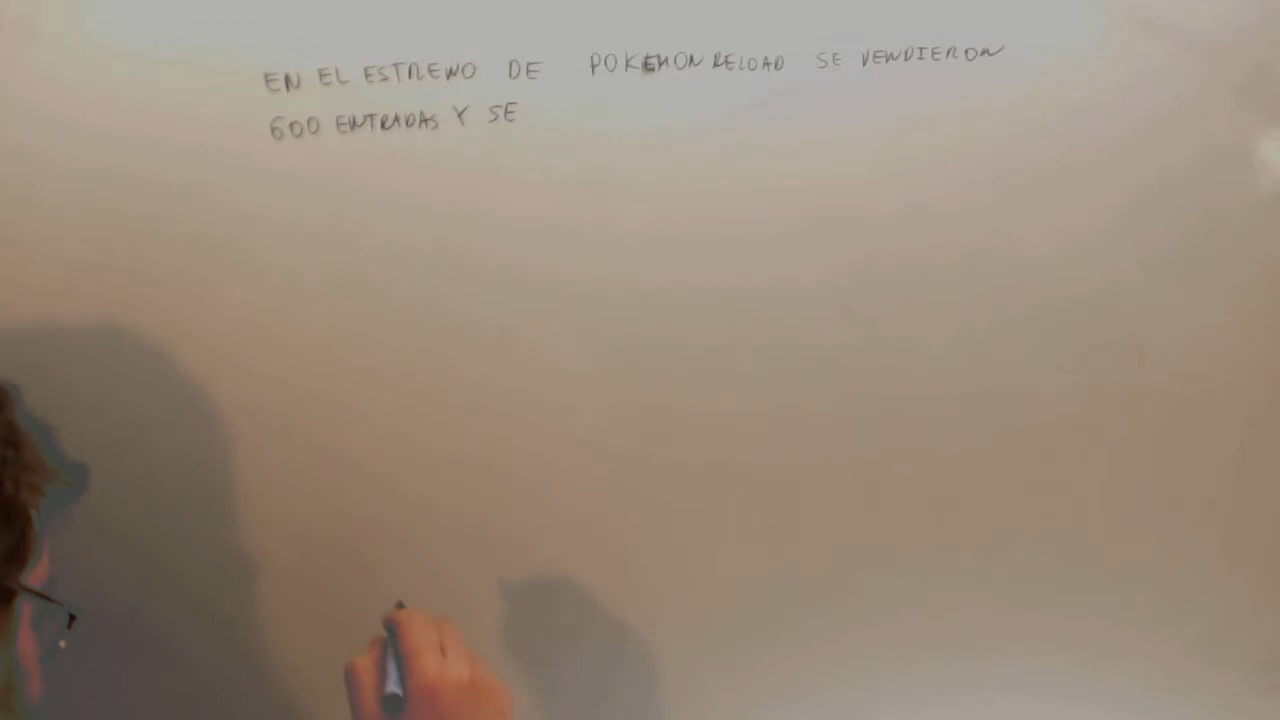 EN EL ESTRENO DE POKEMON RELOAD SE VENDIERON
600 ENTRADAS Y SE